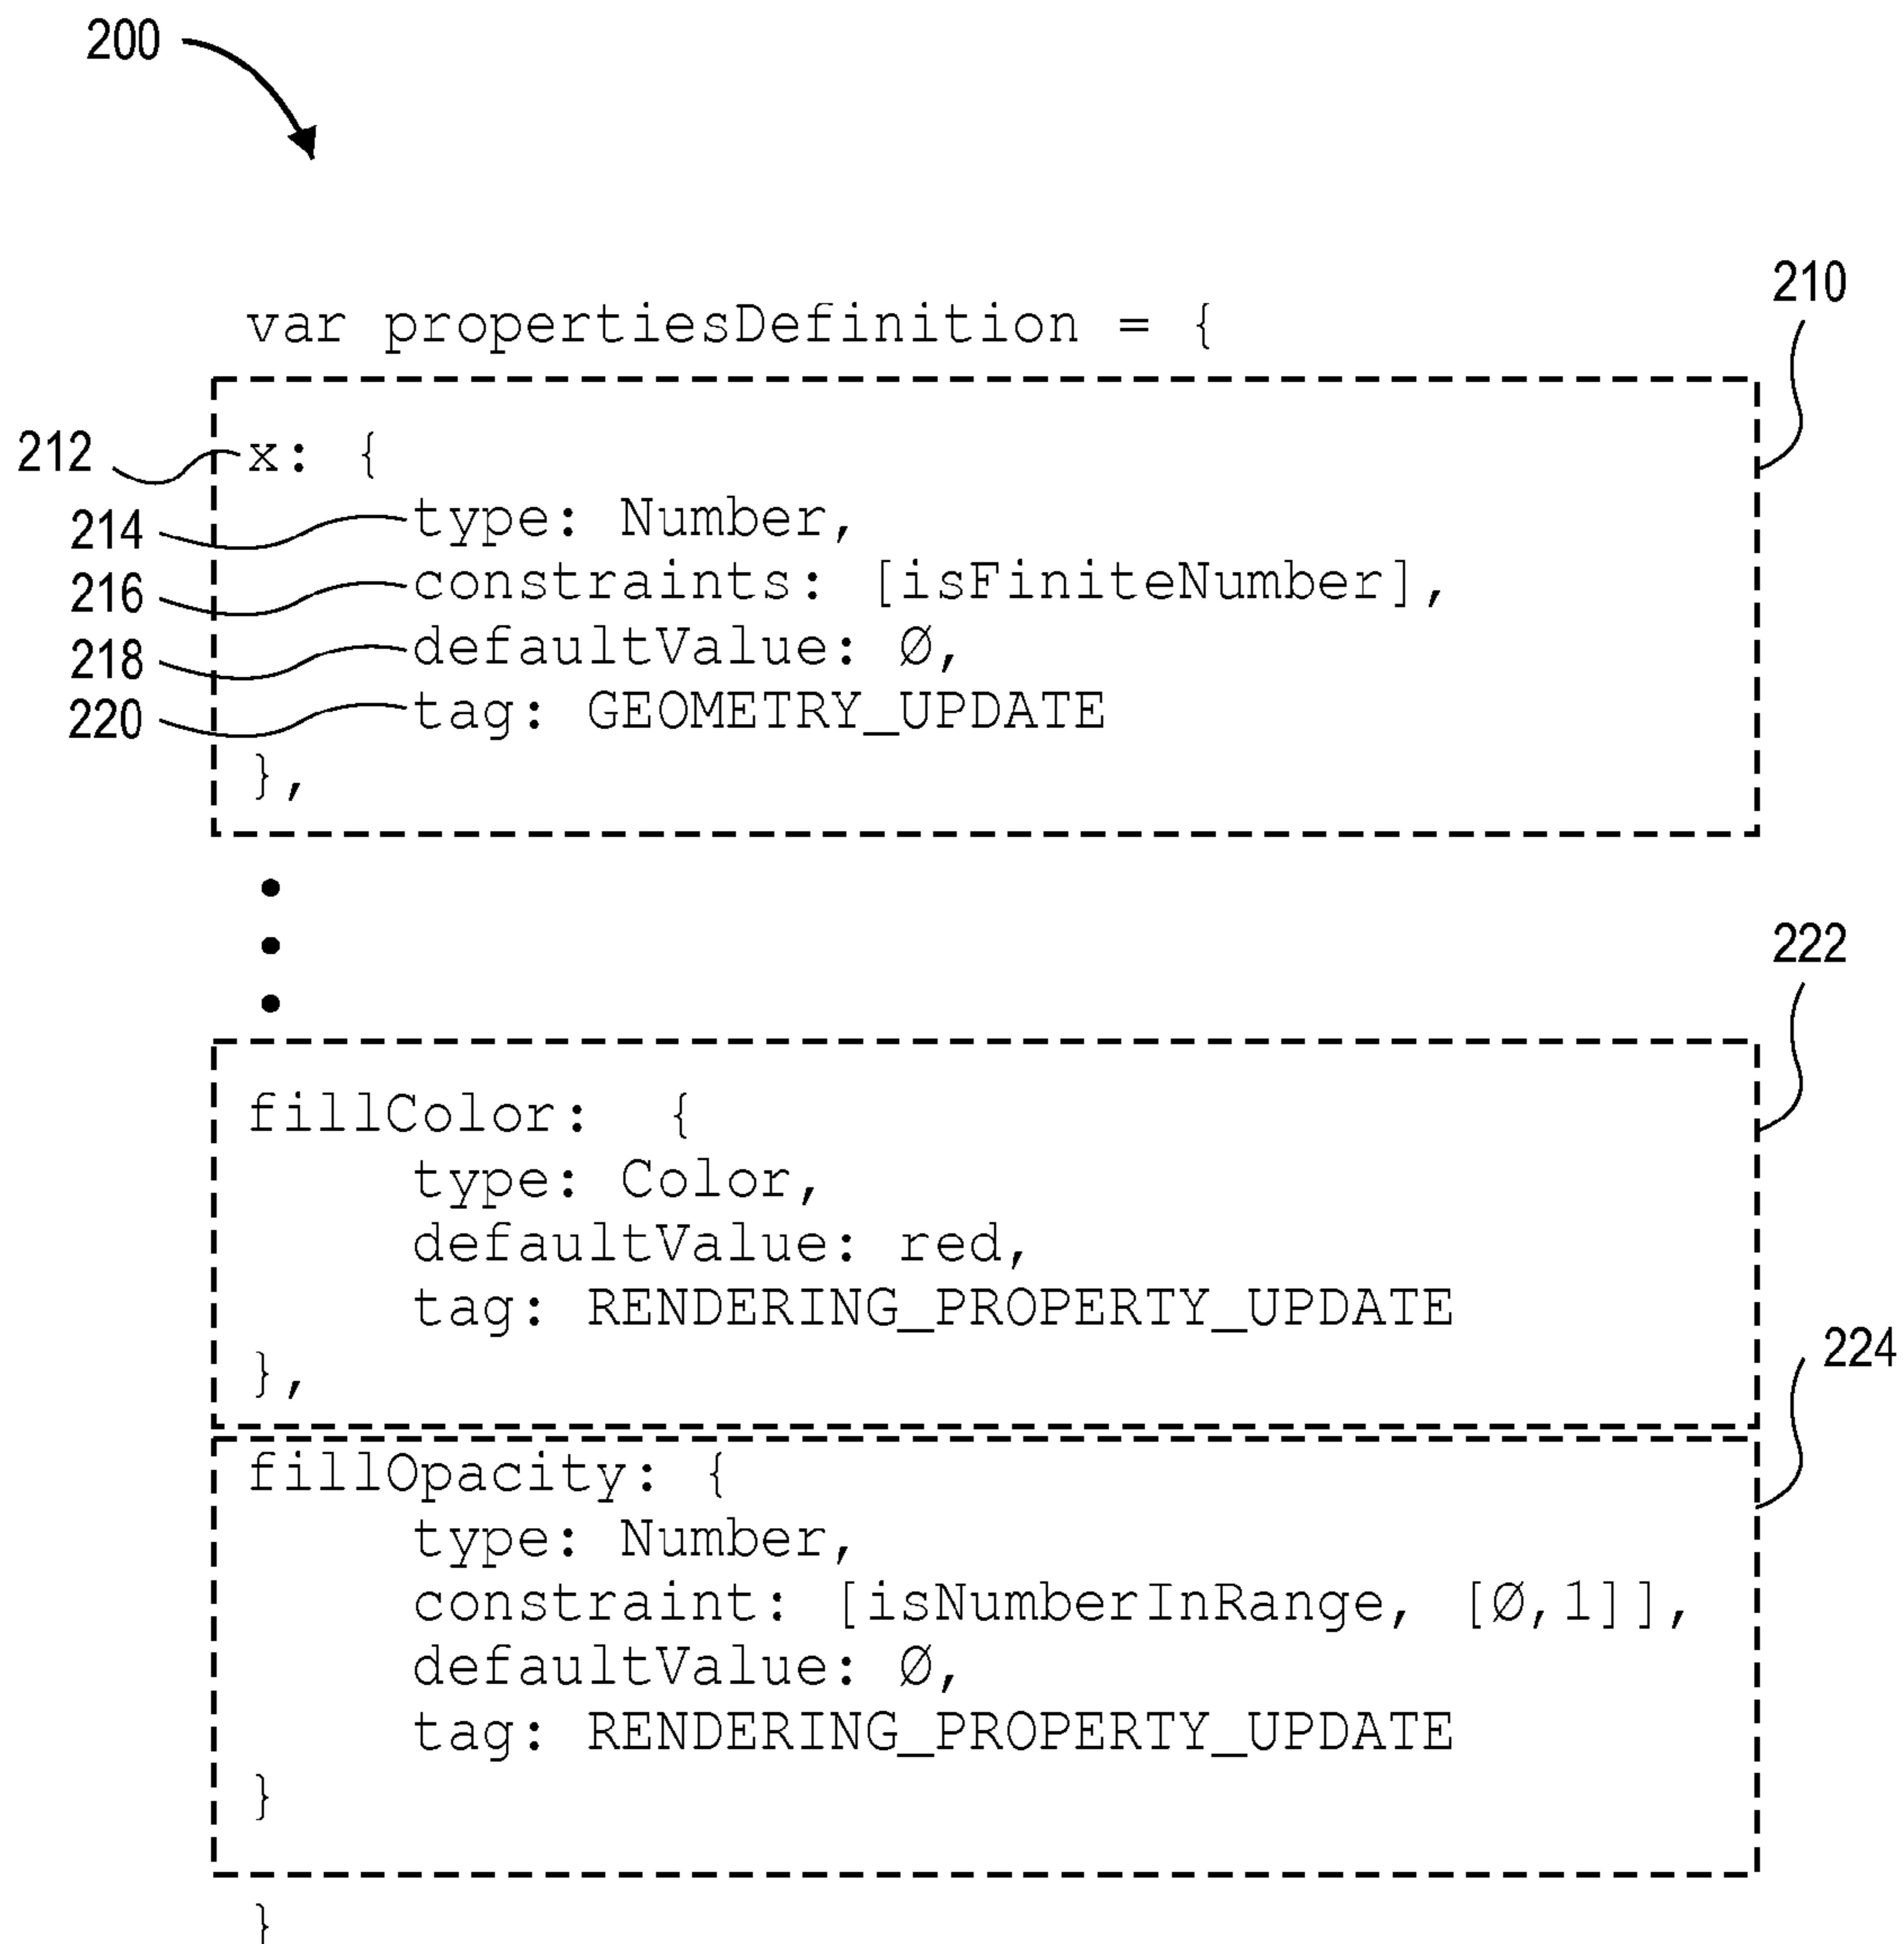 200
210
var propertiesDefinition = {
212 x: {
214 type: Number,
216 constraints: [isFiniteNumber],
218 defaultValue: Ø,
220 tag: GEOMETRY_UPDATE
},
222
fillColor: {
type: Color,
defaultValue: red,
tag: RENDERING_PROPERTY_UPDATE
},
224
fillOpacity: {
type: Number,
constraint: [isNumberInRange, [Ø,1]],
defaultValue: Ø,
tag: RENDERING_PROPERTY_UPDATE
}
}